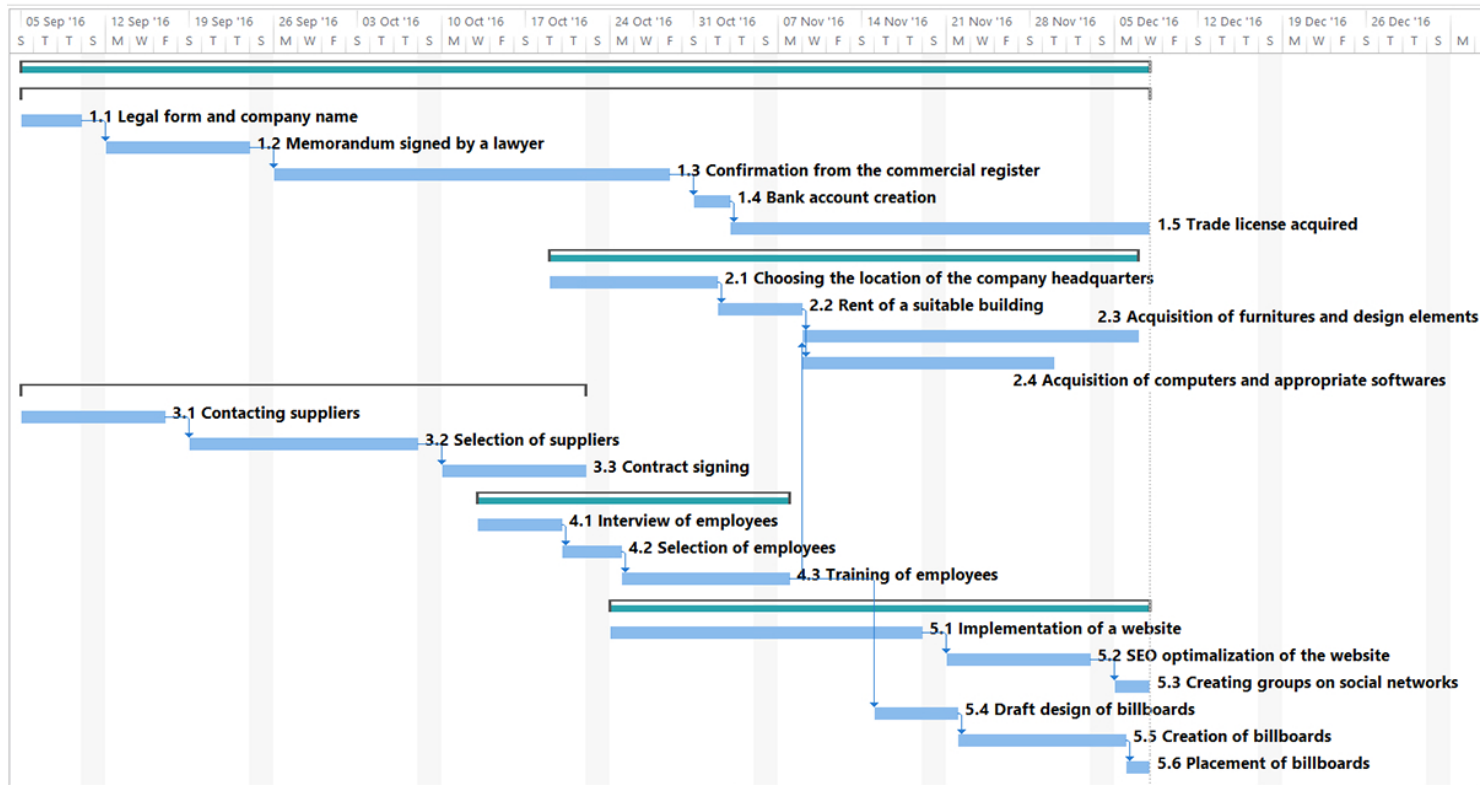 05 Sep '16 12 Sep '16 19 Sep '16 26 Sep '16 03 Oct '16 10 Oct '16 17 Oct '16 24 Oct '16 31 Oct '16 07 Nov '16 14 Nov '16 21 Nov '16 28 Nov '16 05 Dec '16 12 Dec '16 19 Dec '16 26 Dec '16
S T T S M W F S T T S M W F S T T S M W F S T T S M W F S T T S M W F S T T S M W F S T T S M W F S T T S M
1.1 Legal form and company name
1.2 Memorandum signed by a lawyer
1.3 Confirmation from the commercial register
1.4 Bank account creation
1.5 Trade license acquired
2.1 Choosing the location of the company headquarters
2.2 Rent of a suitable building
2.3 Acquisition of furnitures and design elements
2.4 Acquisition of computers and appropriate softwares
3.1 Contacting suppliers
3.2 Selection of suppliers
3.3 Contract signing
4.1 Interview of employees
4.2 Selection of employees
4.3 Training of employees
5.1 Implementation of a website
5.2 SEO optimalization of the website
5.3 Creating groups on social networks
5.4 Draft design of billboards
5.5 Creation of billboards
5.6 Placement of billboards